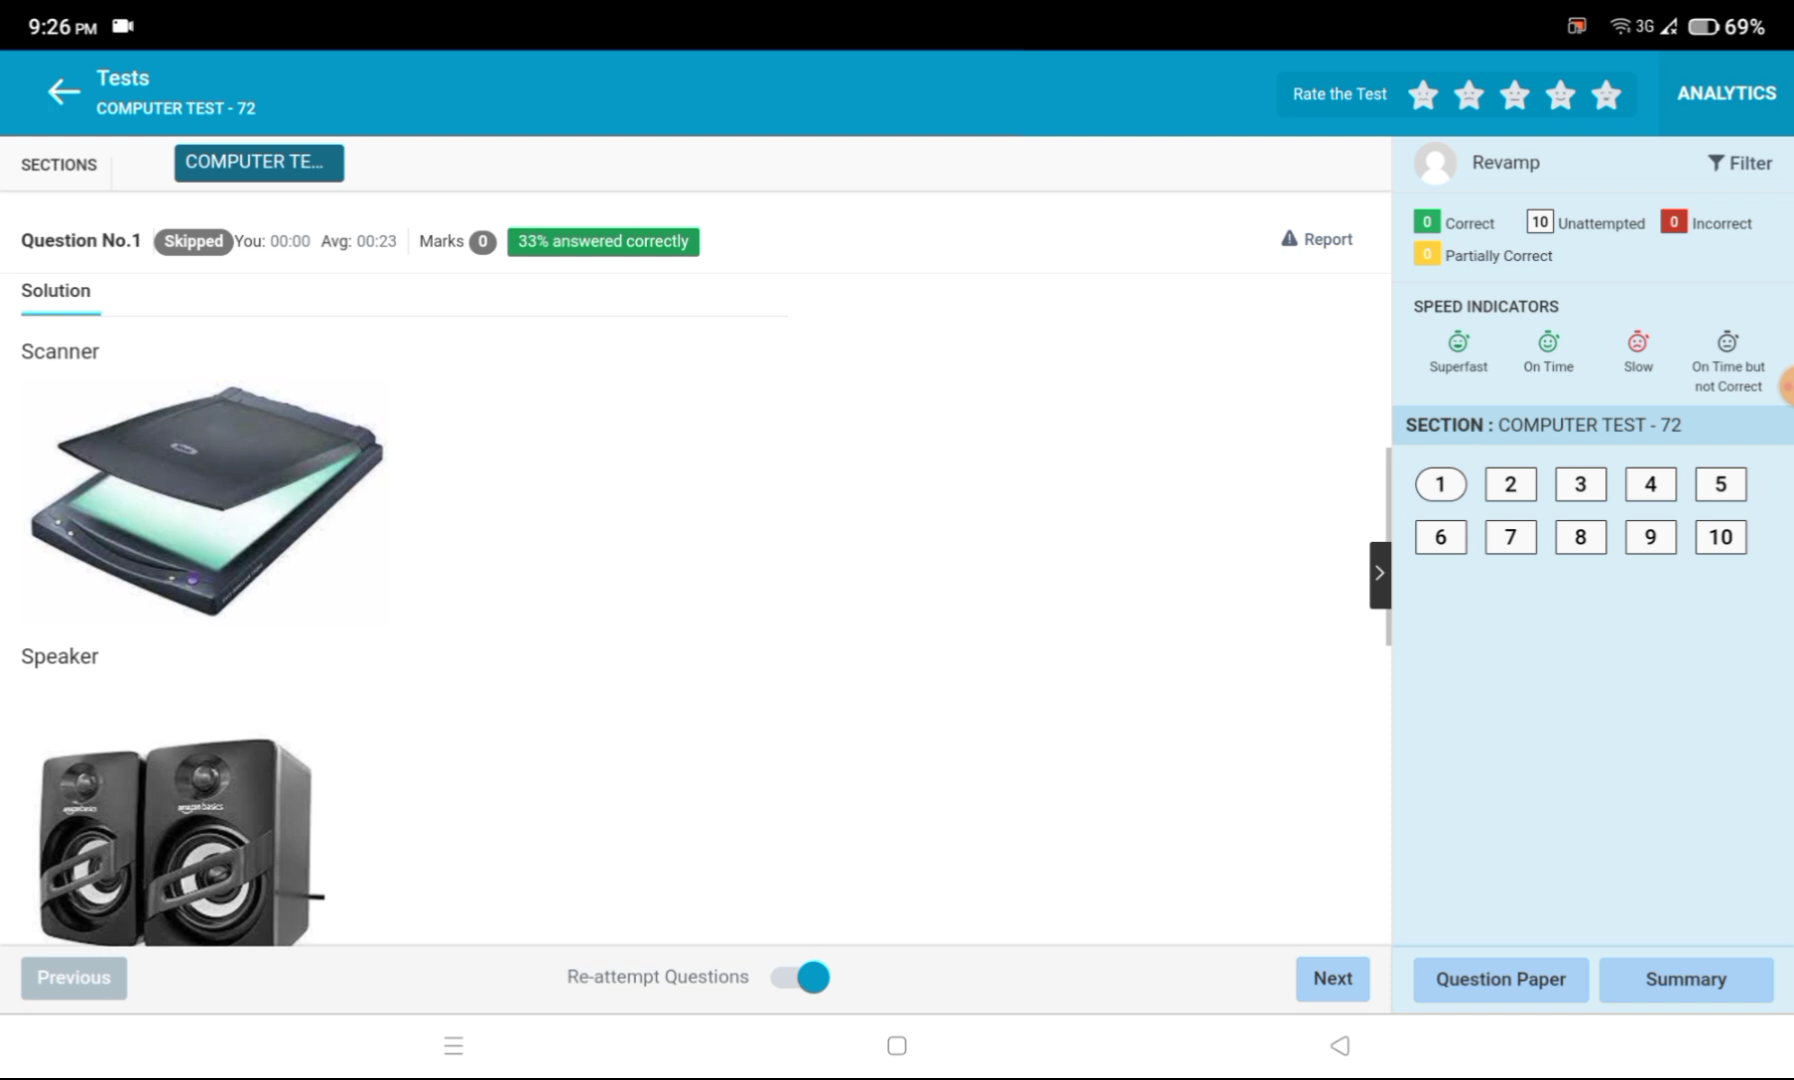 9:26 PM
3G 69%
Tests
COMPUTER TEST - 72
Rate the Test
ANALYTICS
SECTIONS
COMPUTER TE...
Revamp
Filter
0 Correct
10 Unattempted
0 Incorrect
0 Partially Correct
Question No.1 Skipped You: 00:00 Avg: 00:23 Marks 0 33% answered correctly
Report
Solution
SPEED INDICATORS
Superfast
On Time
Slow
On Time but
not Correct
Scanner
SECTION : COMPUTER TEST - 72
1 2 3 4 5
6 7 8 9 10
Speaker
amazonbasics
amazonbasics
Previous
Re-attempt Questions
Next
Question Paper
Summary